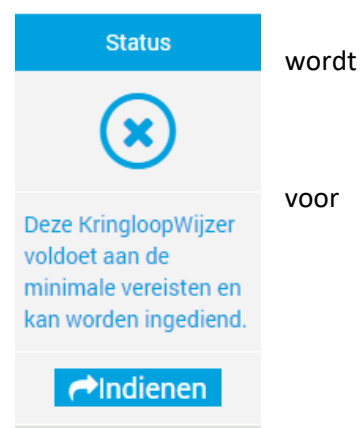 Status
wordt
voor
Deze KringloopWijzer
voldoet aan de
minimale vereisten en
kan worden ingediend.
Indienen